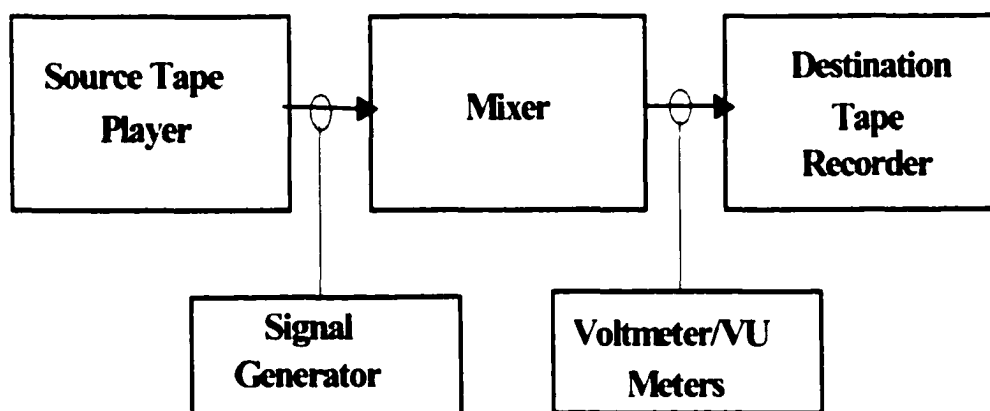 Source Tape
Player
Mixer
Destination
Tape
Recorder
Signal
Generator
Voltmeter/VU
Meters